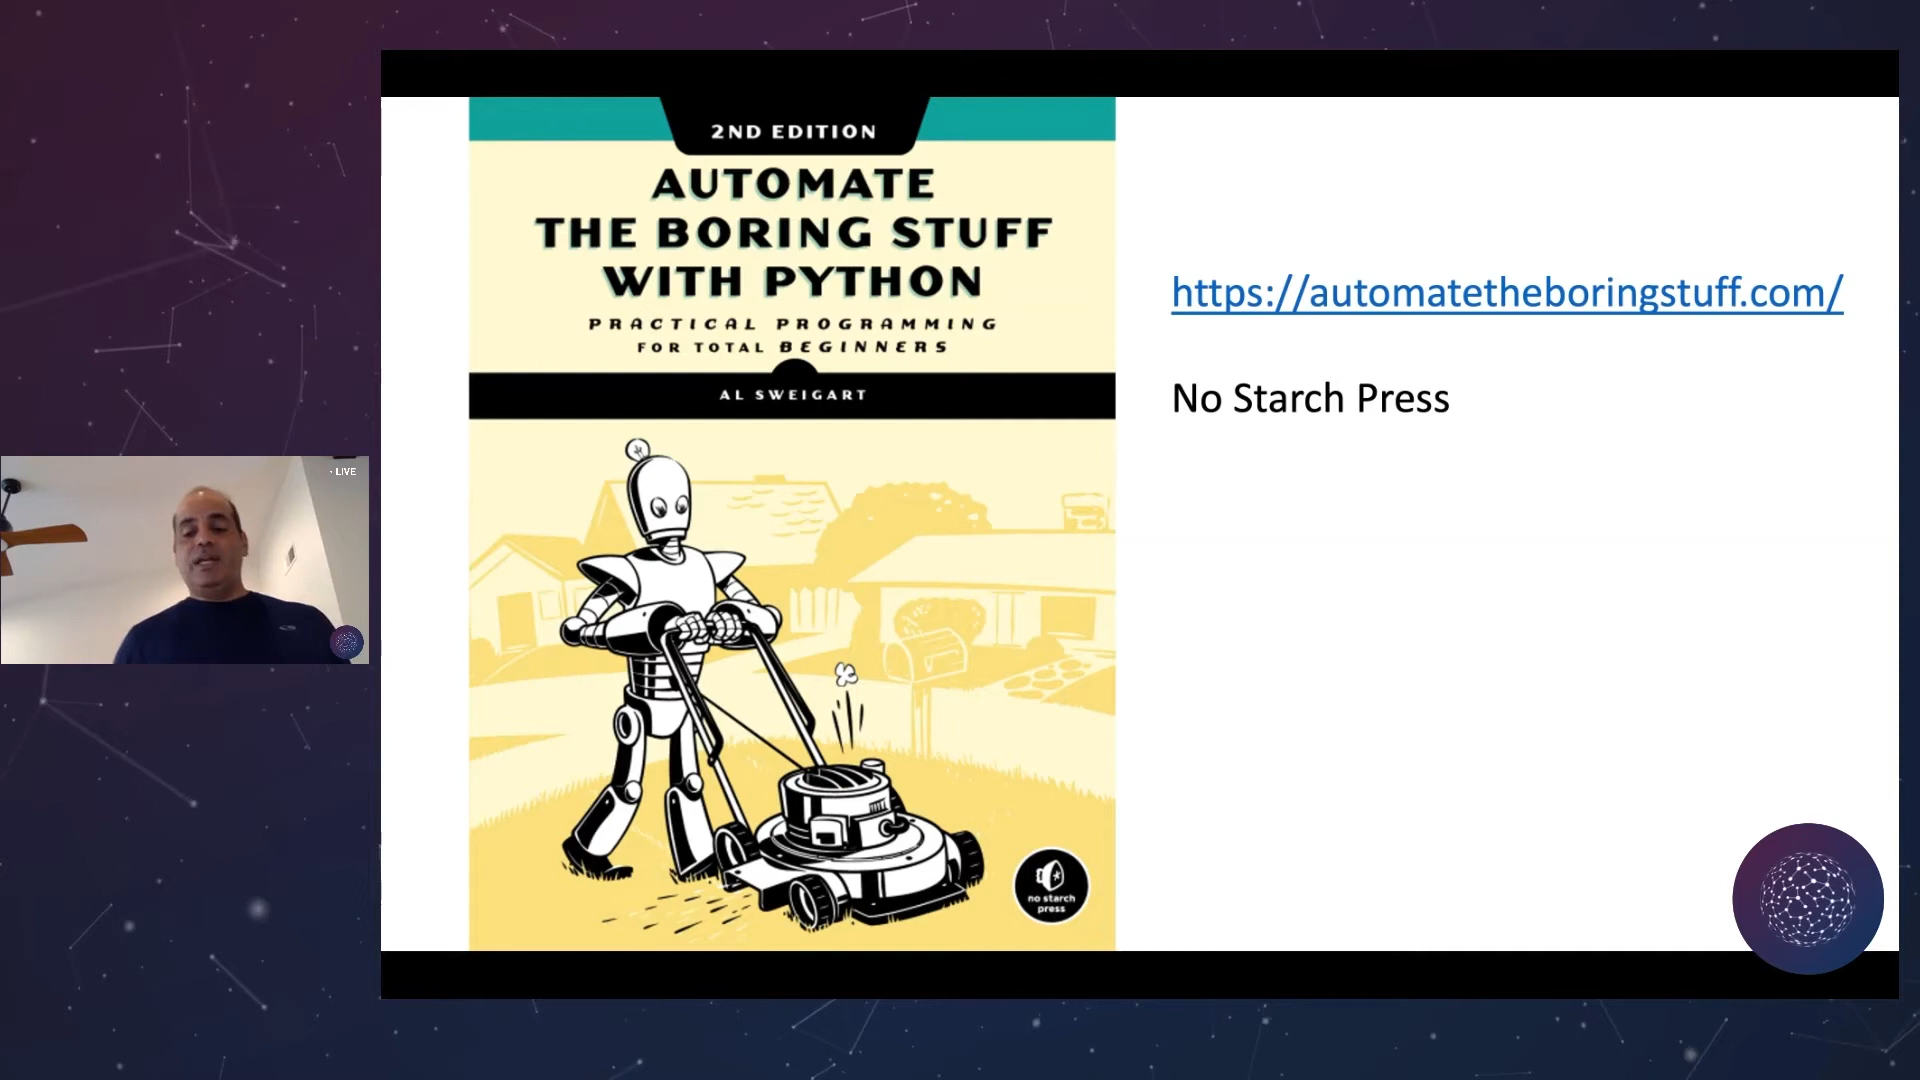 2ND EDITION
AUTOMATE
THE BORING STUFF
WITH PYTHON
PRACTICAL PROGRAMMING
FOR TOTAL BEGINNERS
AL SWEIGART
no starch
press
https://automatetheboringstuff.com/
No Starch Press
LIVE